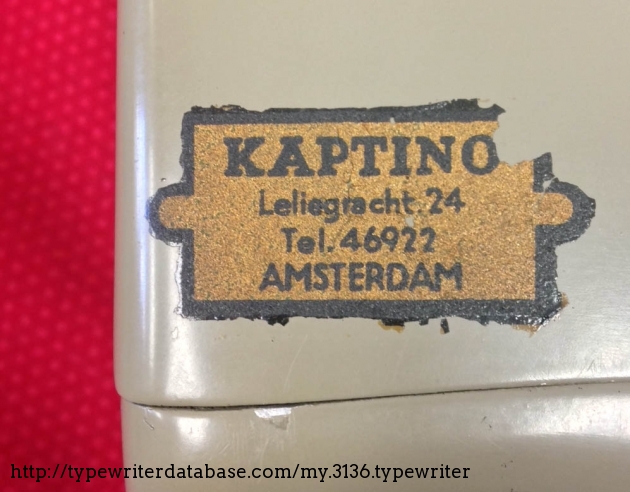 KAPTINO
Leliegracht.24
Tel.46922
AMSTERDAM
http://typewriterdatabase.com/my.3136.typewriter